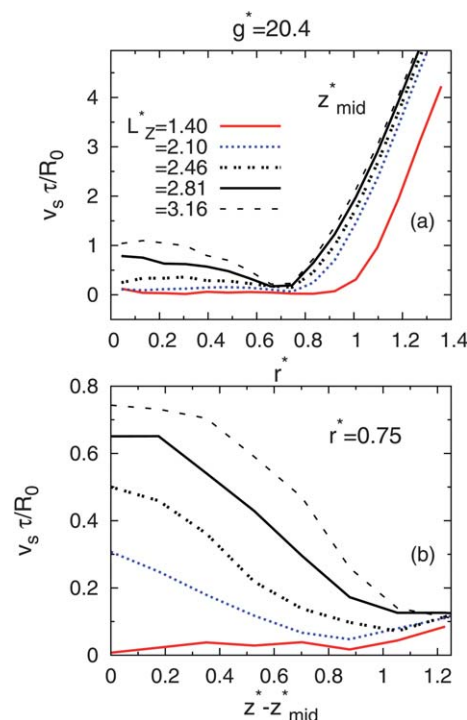 g*=20.4
z*mid
L*Z=1.40
=2.10
=2.46
=2.81
=3.16
(a)
vs τ/R0
4
3
2
1
0
0 0.2 0.4 0.6 0.8 1 1.2 1.4
r*
r*=0.75
(b)
vs τ/R0
0.8
0.6
0.4
0.2
0
0 0.2 0.4 0.6 0.8 1 1.2
z*-z*mid